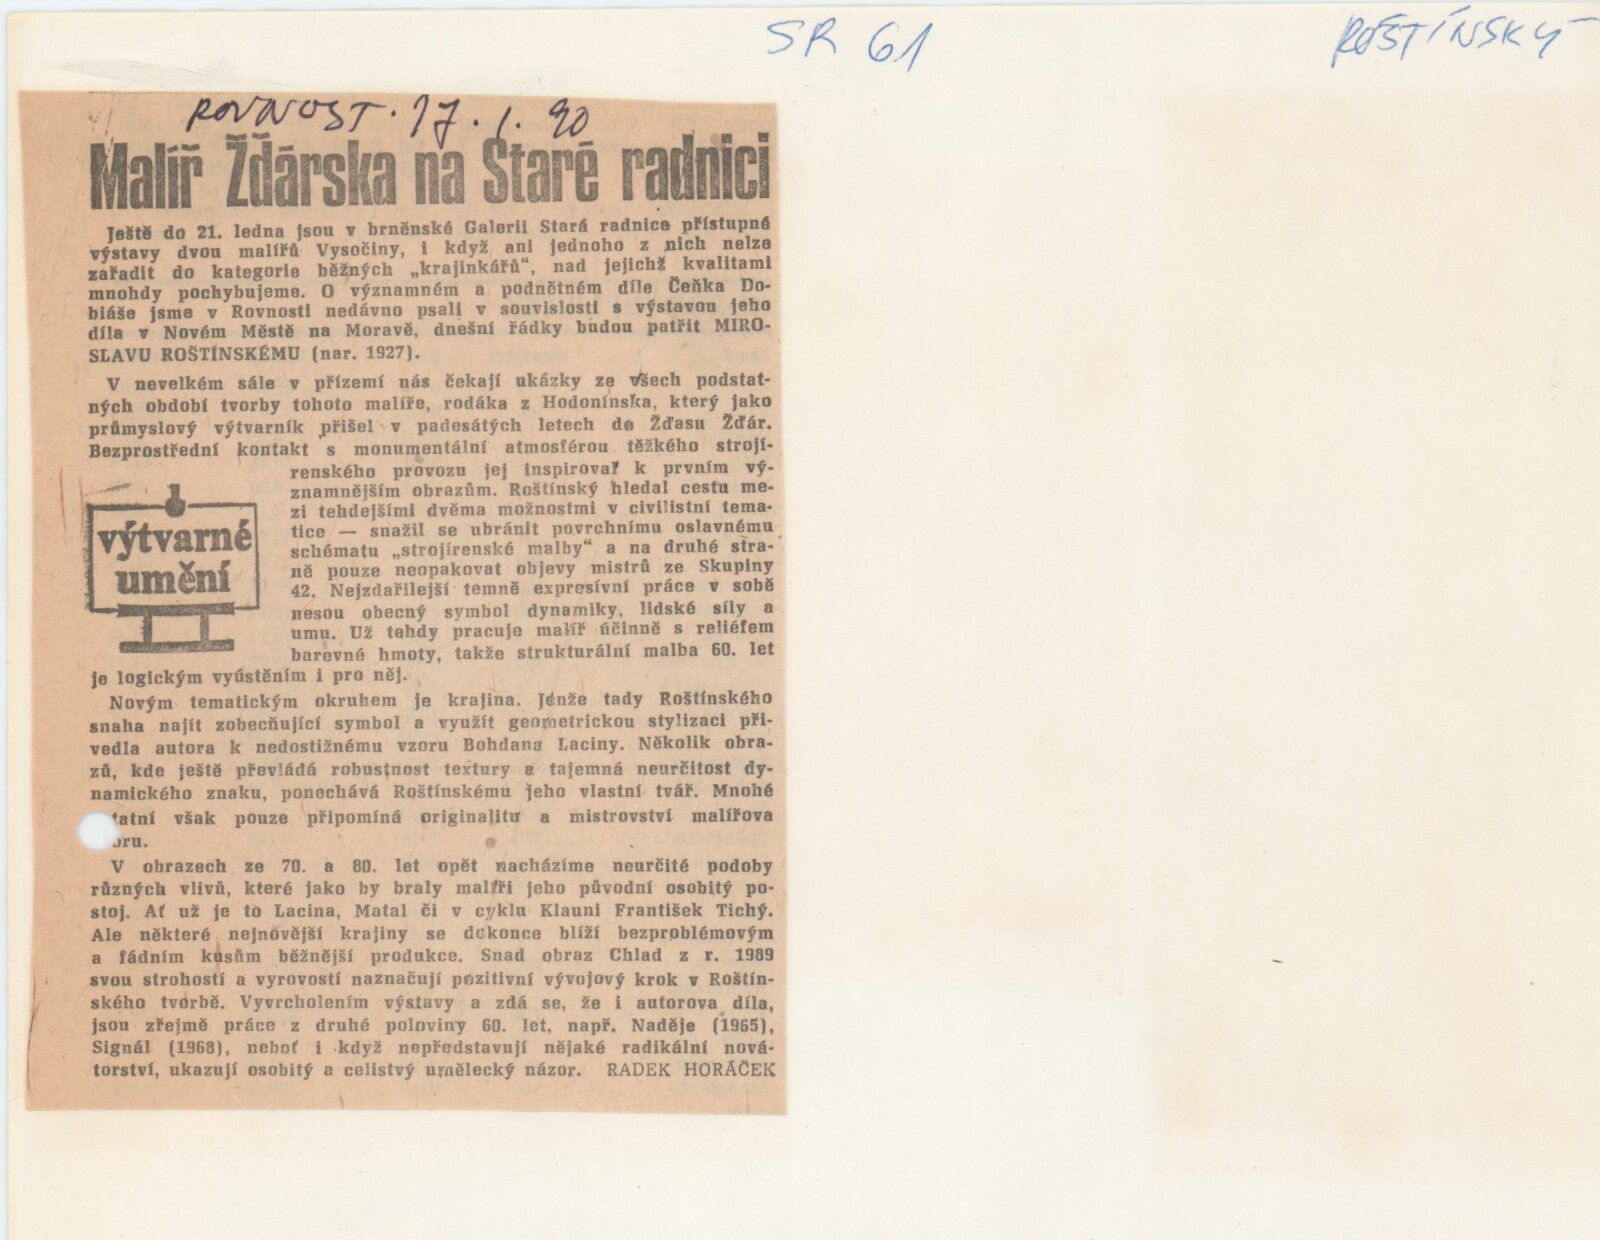 SR 61
ROŠTÍNSKÝ
ROVNOST. 17. 1. 90
Malíř Žďárska na Staré radnici
Ještě do 21. ledna jsou v brněnské Galerii Stará radnice přístupné
výstavy dvou malířů Vysočiny, i když ani jednoho z nich nelze
zařadit do kategorie běžných „krajinkářů“, nad jejichž kvalitami
mnohdy pochybujeme. O významném a podnětném díle Čeňka Do-
biáše jsme v Rovnosti nedávno psali v souvislosti s výstavou jeho
díla v Novém Městě na Moravě, dnešní řádky budou patřit MIRO-
SLAVU ROŠTÍNSKÉMU (nar. 1927).
V nevelkém sále v přízemí nás čekají ukázky ze všech podstat-
ných období tvorby tohoto malíře, rodáka z Hodonínska, který jako
průmyslový výtvarník přišel v padesátých letech do Žďasu Žďár.
Bezprostřední kontakt s monumentální atmosférou těžkého strojí-
renského provozu jej inspiroval k prvním vý-
znamnějším obrazům. Roštínský hledal cestu me-
zi tehdejšími dvěma možnostmi v civilistní tema-
tice — snažil se ubránit povrchnímu oslavnému
schématu „strojírenské malby“ a na druhé stra-
ně pouze neopakovat objevy mistrů ze Skupiny
42. Nejzdařilejší temně expresívní práce v sobě
nesou obecný symbol dynamiky, lidské síly a
umu. Už tehdy pracuje malíř účinně s reliéfem
barevné hmoty, takže strukturální malba 60. let
je logickým vyústěním i pro něj.
výtvarné
umění
Novým tematickým okruhem je krajina. Jenže tady Roštínského
snaha najít zobecňující symbol a využít geometrickou stylizaci při-
vedla autora k nedostižnému vzoru Bohdana Laciny. Několik obra-
zů, kde ještě převládá robustnost textury a tajemná neurčitost dy-
namického znaku, ponechává Roštínskému jeho vlastní tvář. Mnohé
tatní však pouze připomíná originalitu a mistrovství malířova
oru.
V obrazech ze 70. a 80. let opět nacházíme neurčité podoby
různých vlivů, které jako by braly malíři jeho původní osobitý po-
stoj. Ať už je to Lacina, Matal či v cyklu Klauni František Tichý.
Ale některé nejnovější krajiny se dokonce blíží bezproblémovým
a fádním kusům běžnější produkce. Snad obraz Chlad z r. 1989
svou strohostí a vyrovostí naznačují pozitivní vývojový krok v Roštín-
ského tvorbě. Vyvrcholením výstavy a zdá se, že i autorova díla,
jsou zřejmě práce z druhé poloviny 60. let, např. Naděje (1965),
Signál (1968), neboť i když nepředstavují nějaké radikální nová-
torství, ukazují osobitý a celistvý umělecký názor. RADEK HORÁČEK